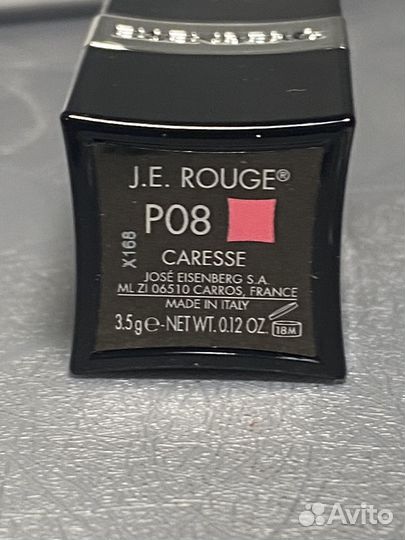 J.E. ROUGE®
P08
X168
CARESSE
JOSÉ EISENBERG S.A.
ML ZI 06510 CARROS, FRANCE
MADE IN ITALY
3.5g e - NET WT. 0.12 OZ. 18M
Avito